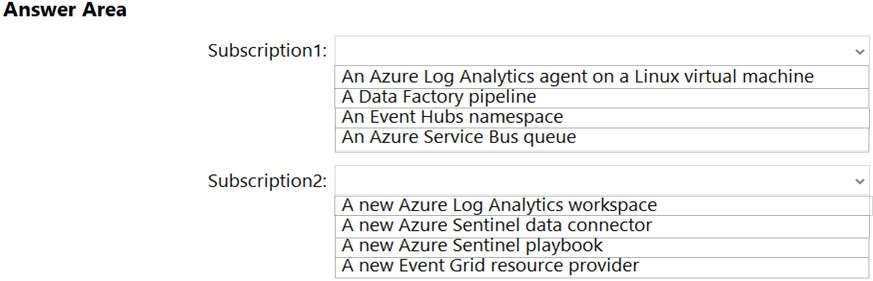 Answer Area
Subscription1:
An Azure Log Analytics agent on a Linux virtual machine
A Data Factory pipeline
An Event Hubs namespace
An Azure Service Bus queue
Subscription2:
A new Azure Log Analytics workspace
A new Azure Sentinel data connector
A new Azure Sentinel playbook
A new Event Grid resource provider